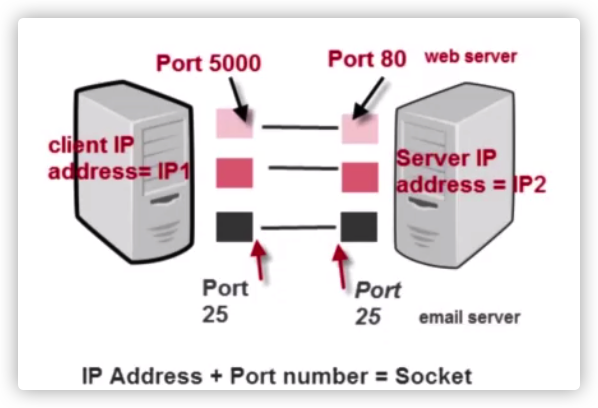 Port 5000
Port 80
web server
client IP
address= IP1
Server IP
address = IP2
Port
25
Port
25
email server
IP Address + Port number = Socket